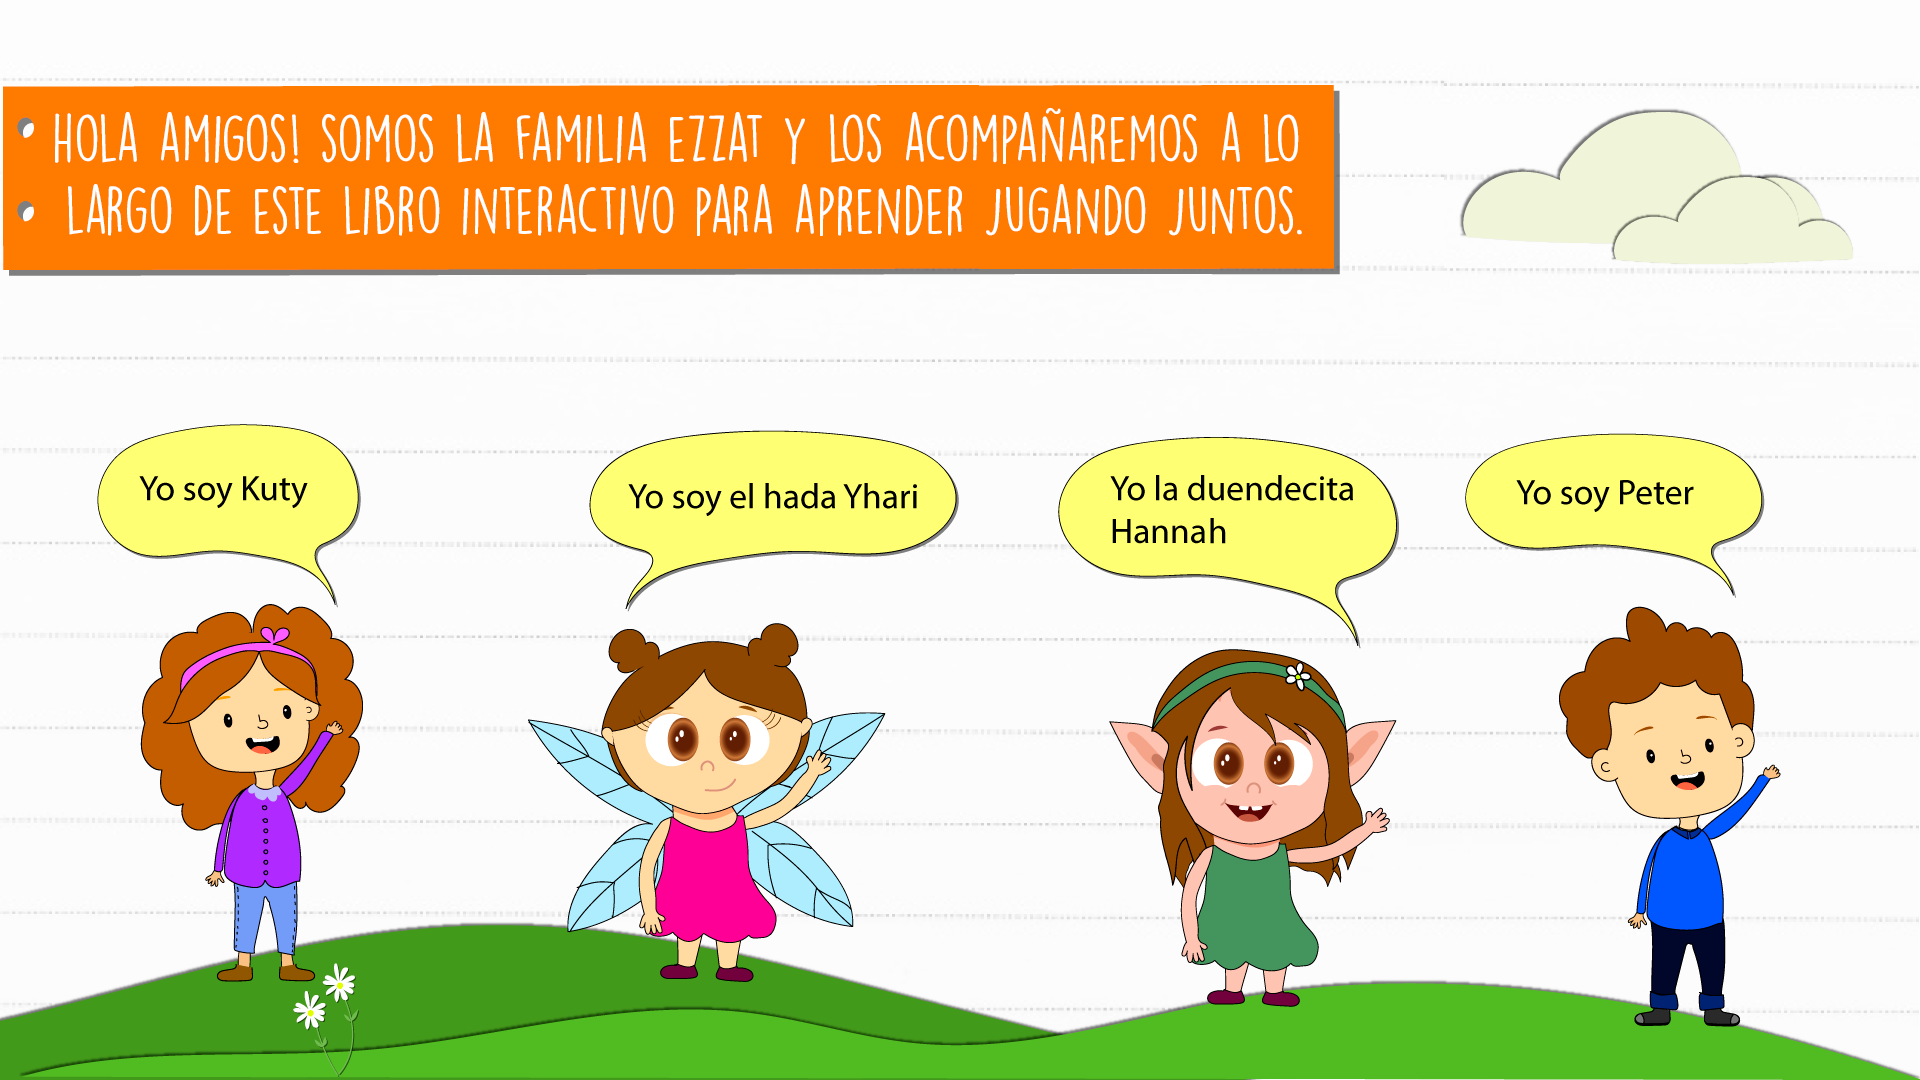 HOLA AMIGOS! SOMOS LA FAMILIA EZZAT Y LOS ACOMPAÑAREMOS A LO
LARGO DE ESTE LIBRO INTERACTIVO PARA APRENDER JUGANDO JUNTOS.
Yo soy Kuty
Yo soy el hada Yhari
Yo la duendecita
Hannah
Yo soy Peter